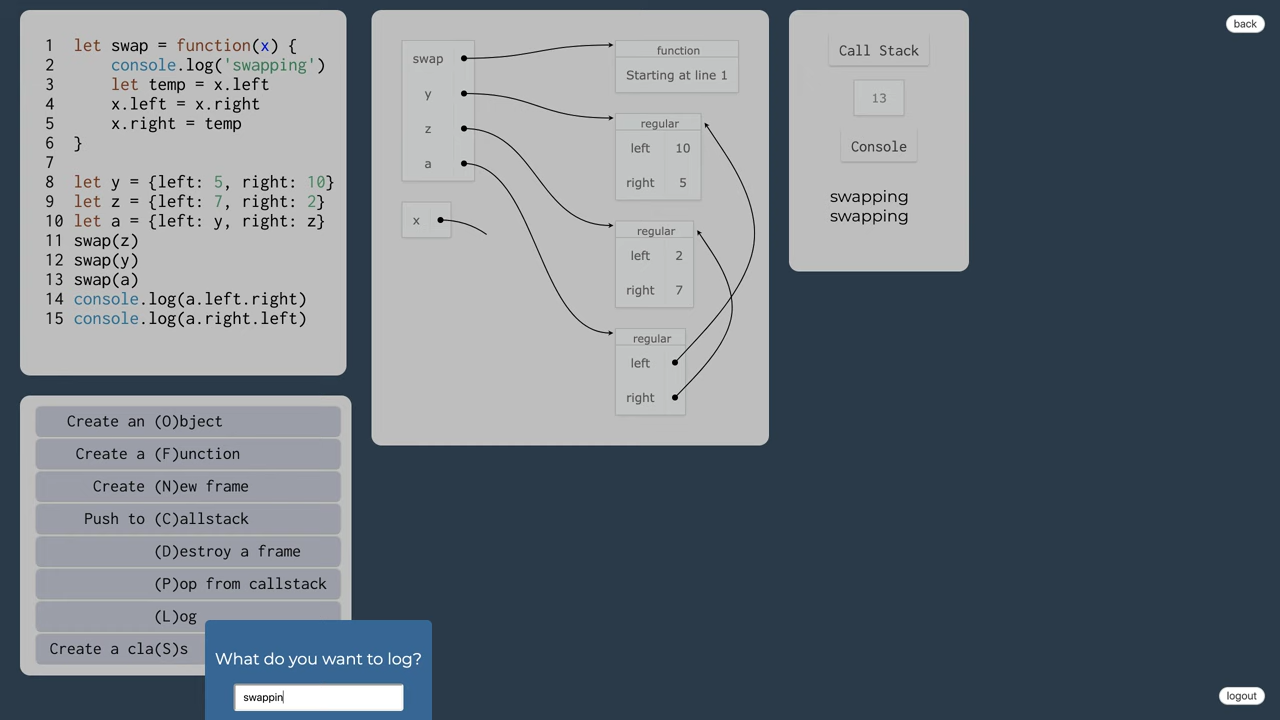 1 let swap = function(x) {
2 console.log('swapping')
3 let temp = x.left
4 x.left = x.right
5 x.right = temp
6 }
7
8 let y = {left: 5, right: 10}
9 let z = {left: 7, right: 2}
10 let a = {left: y, right: z}
11 swap(z)
12 swap(y)
13 swap(a)
14 console.log(a.left.right)
15 console.log(a.right.left)
Create an (O)bject
Create a (F)unction
Create (N)ew frame
Push to (C)allstack
(D)estroy a frame
(P)op from callstack
(L)og
Create a cla(S)s
What do you want to log?
swappin
swap
y
z
a
x
function
Starting at line 1
regular
left 10
right 5
regular
left 2
right 7
regular
left
right
Call Stack
13
Console
swapping
swapping
back
logout